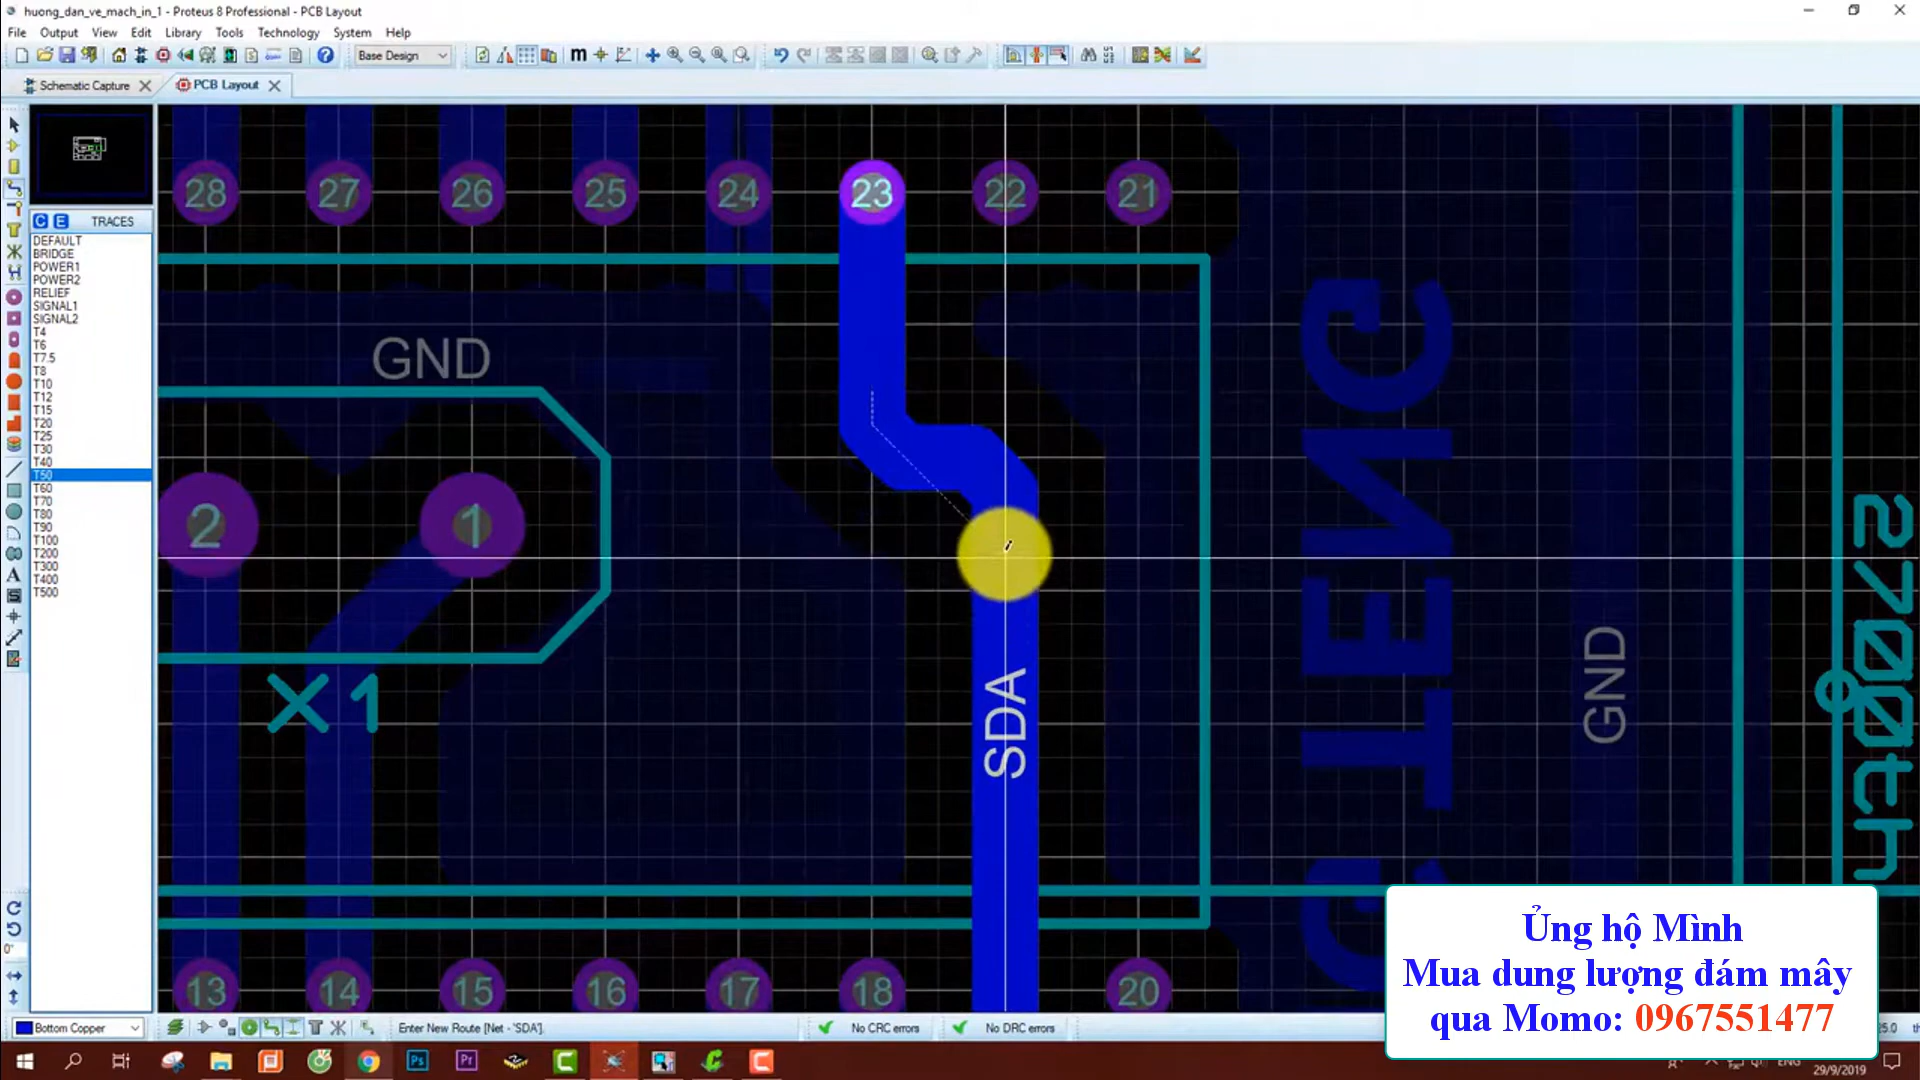 huong_dan_ve_mach_in_1 - Proteus 8 Professional - PCB Layout
File Output View Edit Library Tools Technology System Help
Base Design
m
Schematic Capture PCB Layout
C E TRACES
DEFAULT
BRIDGE
POWER1
POWER2
RELIEF
SIGNAL1
SIGNAL2
T4
T6
T7.5
T8
T10
T12
T15
T20
T25
T30
T40
T50
T60
T70
T80
T90
T100
T200
T300
T400
T500
28 27 26 25 24 23 22 21
GND
2 1
X1
SDA
GND
2700th
13 14 15 16 17 18 20
Ủng hộ Mình
Mua dung lượng đám mây
qua Momo: 0967551477
Bottom Copper
Enter New Route [Net - 'SDA'].
No CRC errors
No DRC errors
ENG
29/9/2019